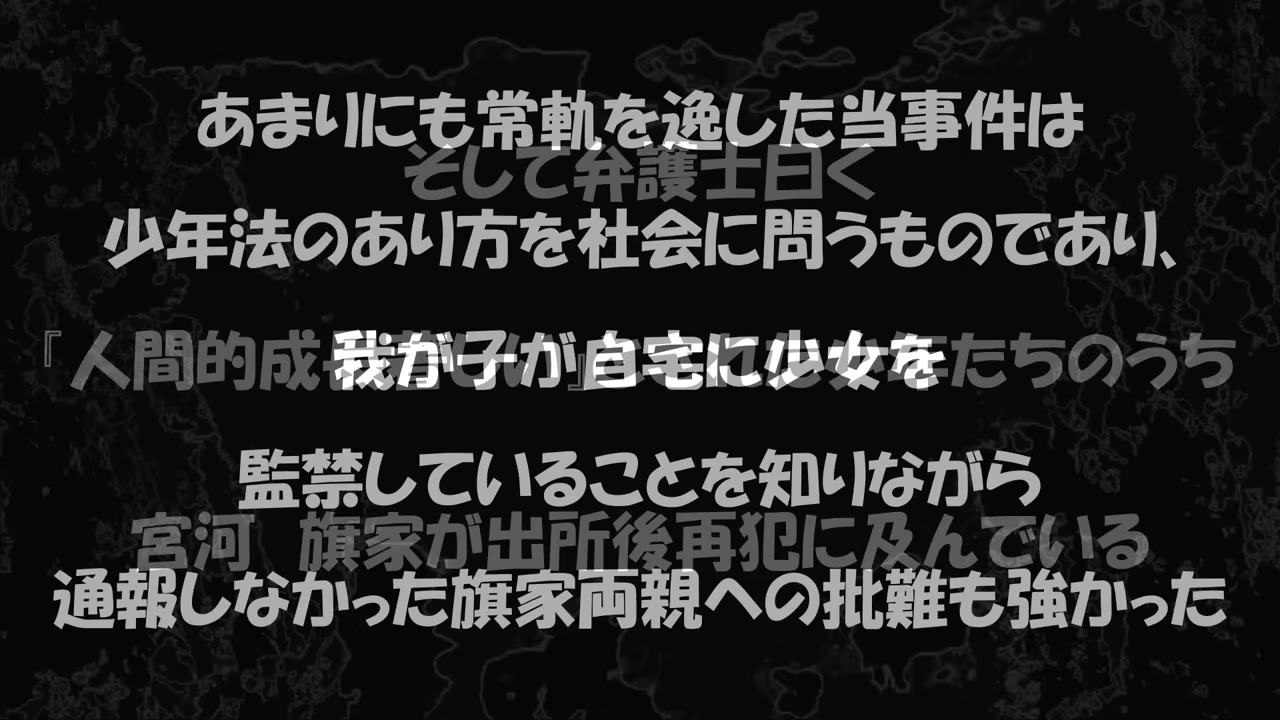 あまりにも常軌を逸した当事件は
そして弁護士曰く
少年法のあり方を社会に問うものであり、
我が子が自宅に少女を
『人間的成 たちのうち
監禁していることを知りながら
宮河 旗家が出所後再犯に及んでいる
通報しなかった旗家両親への批難も強かった